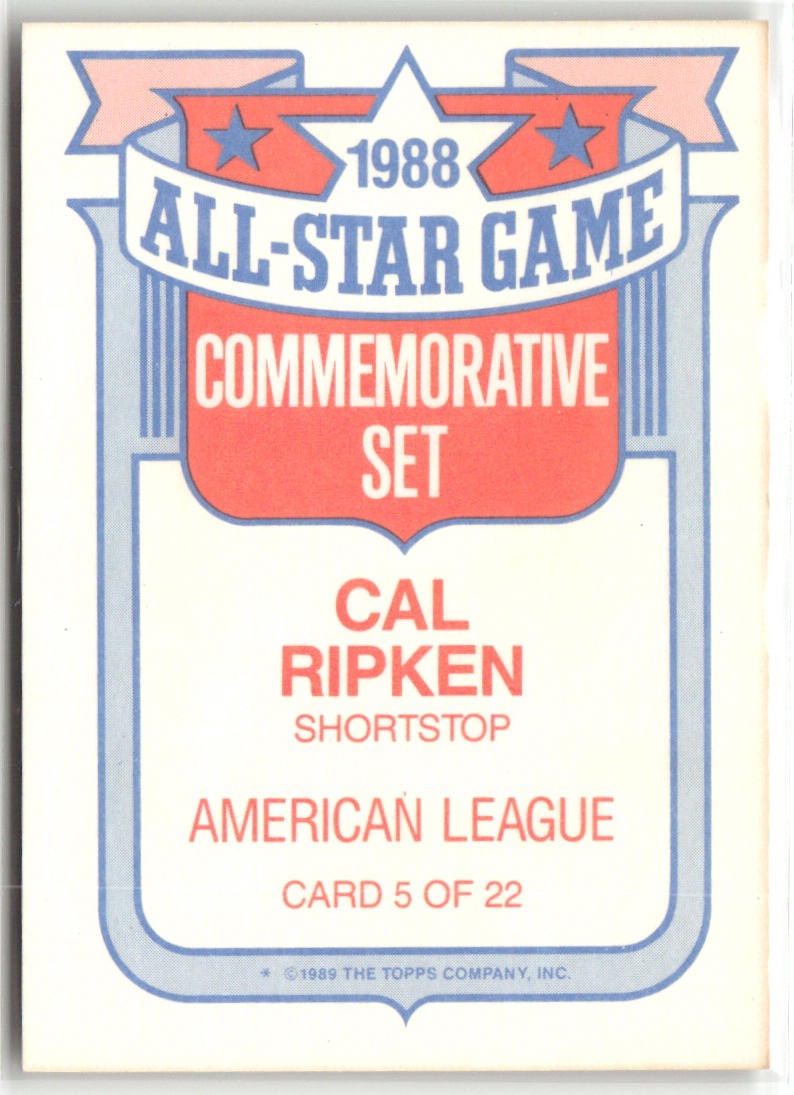 1988
ALL-STAR GAME
COMMEMORATIVE
SET
CAL
RIPKEN
SHORTSTOP
AMERICAN LEAGUE
CARD 5 OF 22
* ©1989 THE TOPPS COMPANY, INC.